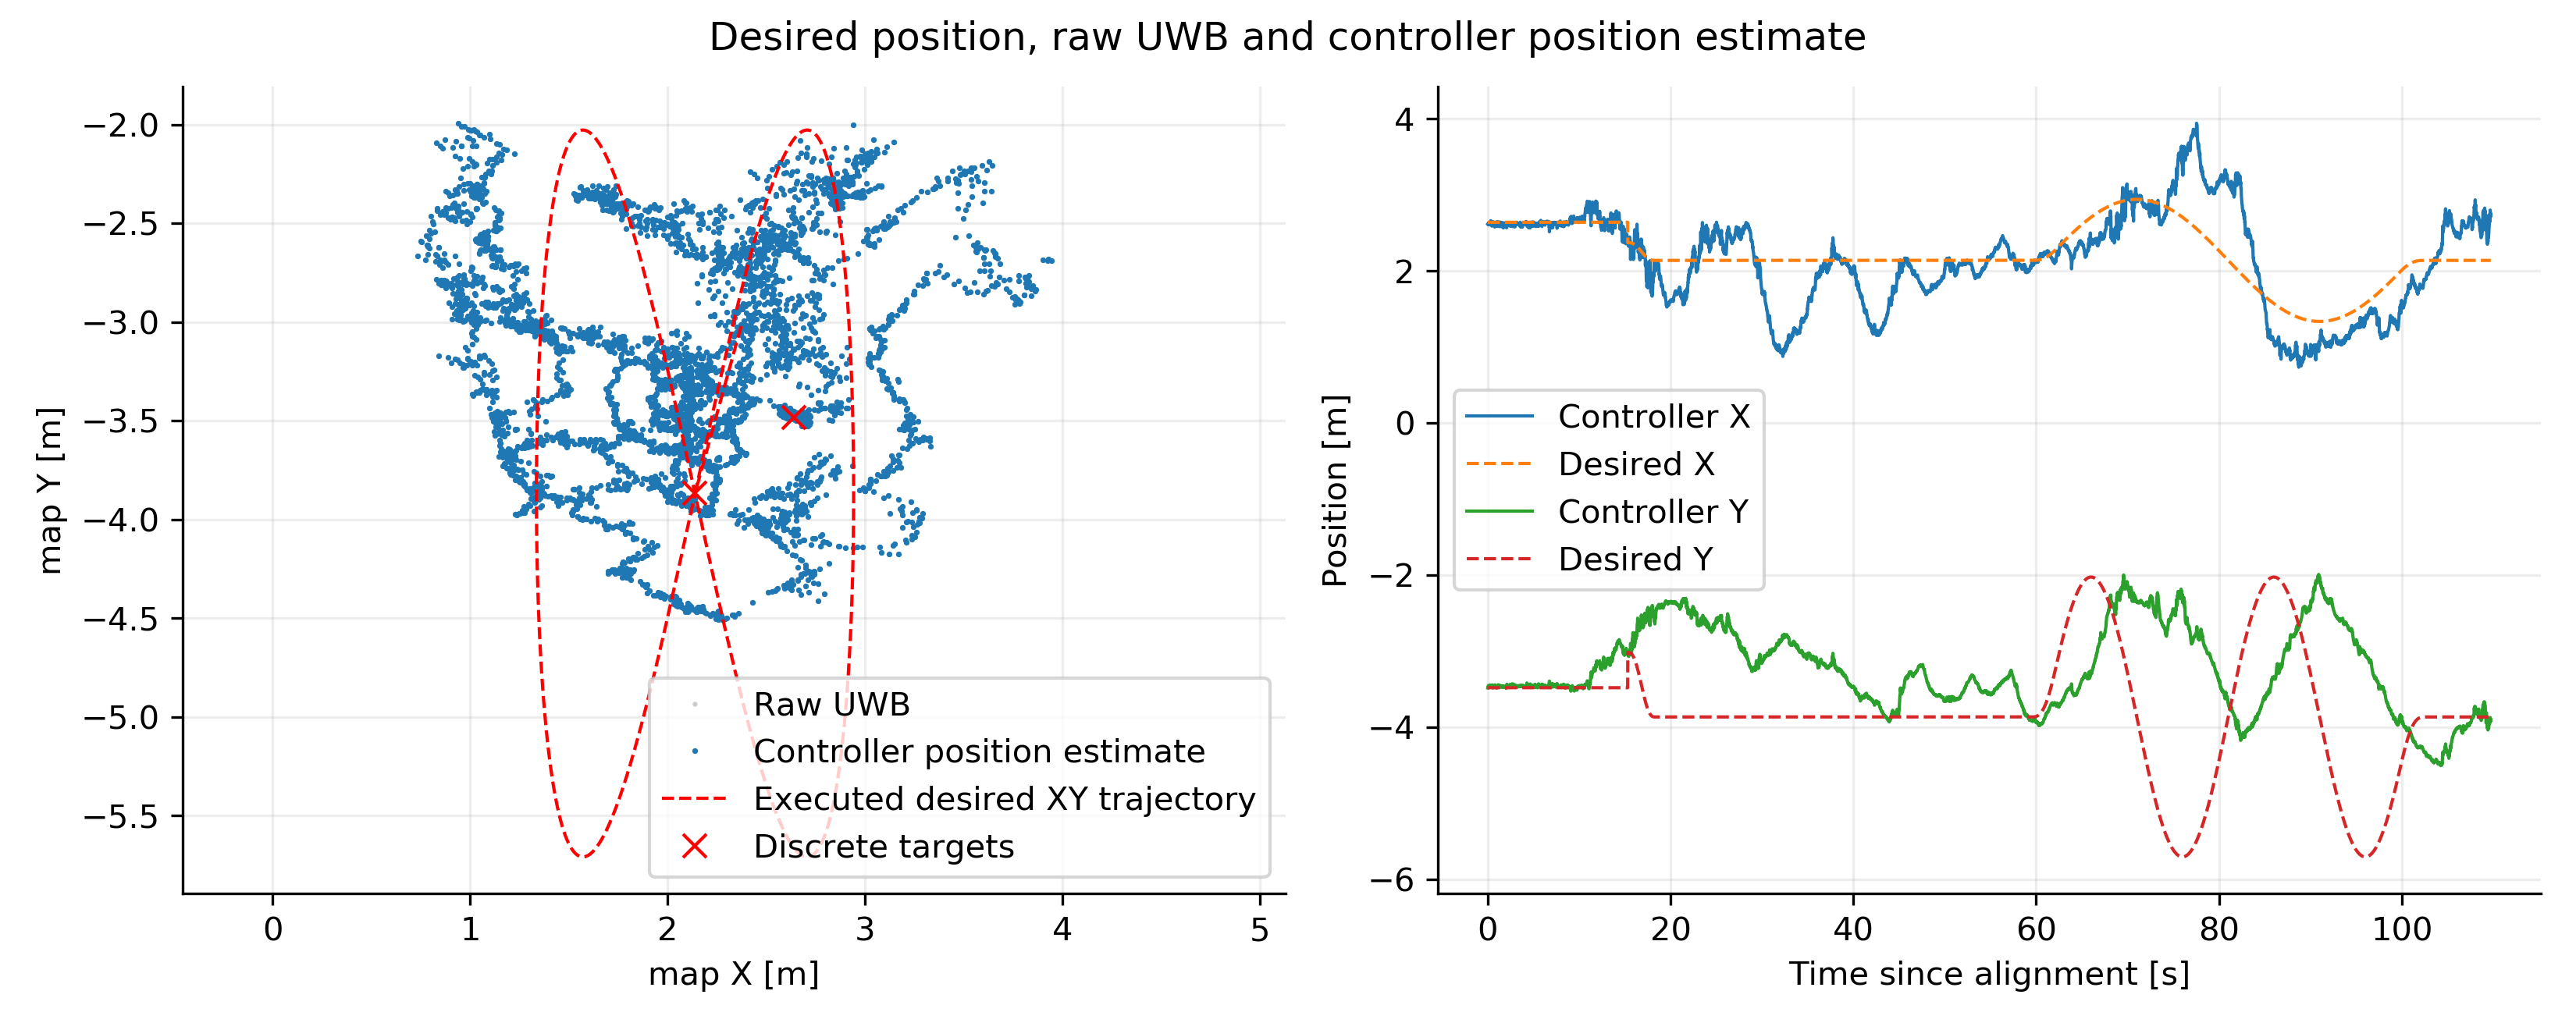 Desired position, raw UWB and controller position estimate
−2.0
−2.5
−3.0
−3.5
−4.0
−4.5
−5.0
−5.5
map Y [m]
0
1
2
3
4
5
map X [m]
Raw UWB
Controller position estimate
Executed desired XY trajectory
Discrete targets
4
2
0
−2
−4
−6
Position [m]
Controller X
Desired X
Controller Y
Desired Y
0
20
40
60
80
100
Time since alignment [s]